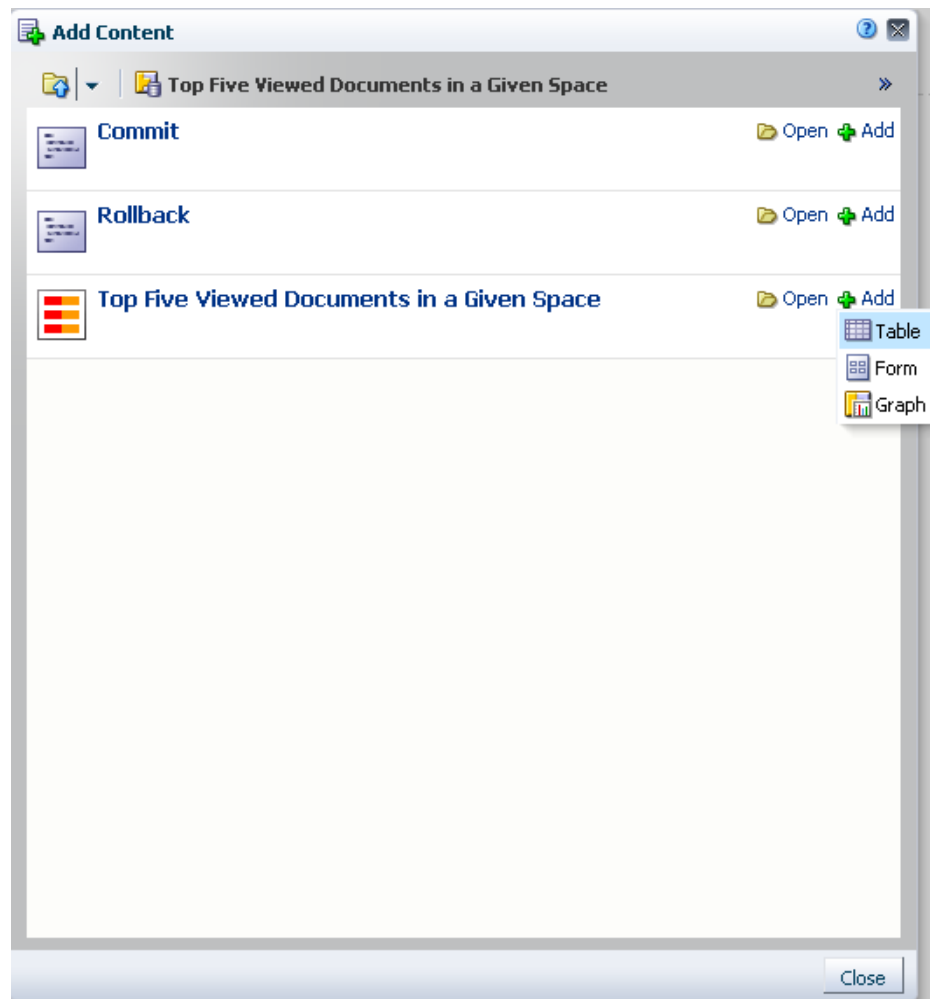 Add Content
Top Five Viewed Documents in a Given Space
Commit
Open Add
Rollback
Open Add
Top Five Viewed Documents in a Given Space
Open Add
Table
Form
Graph
Close